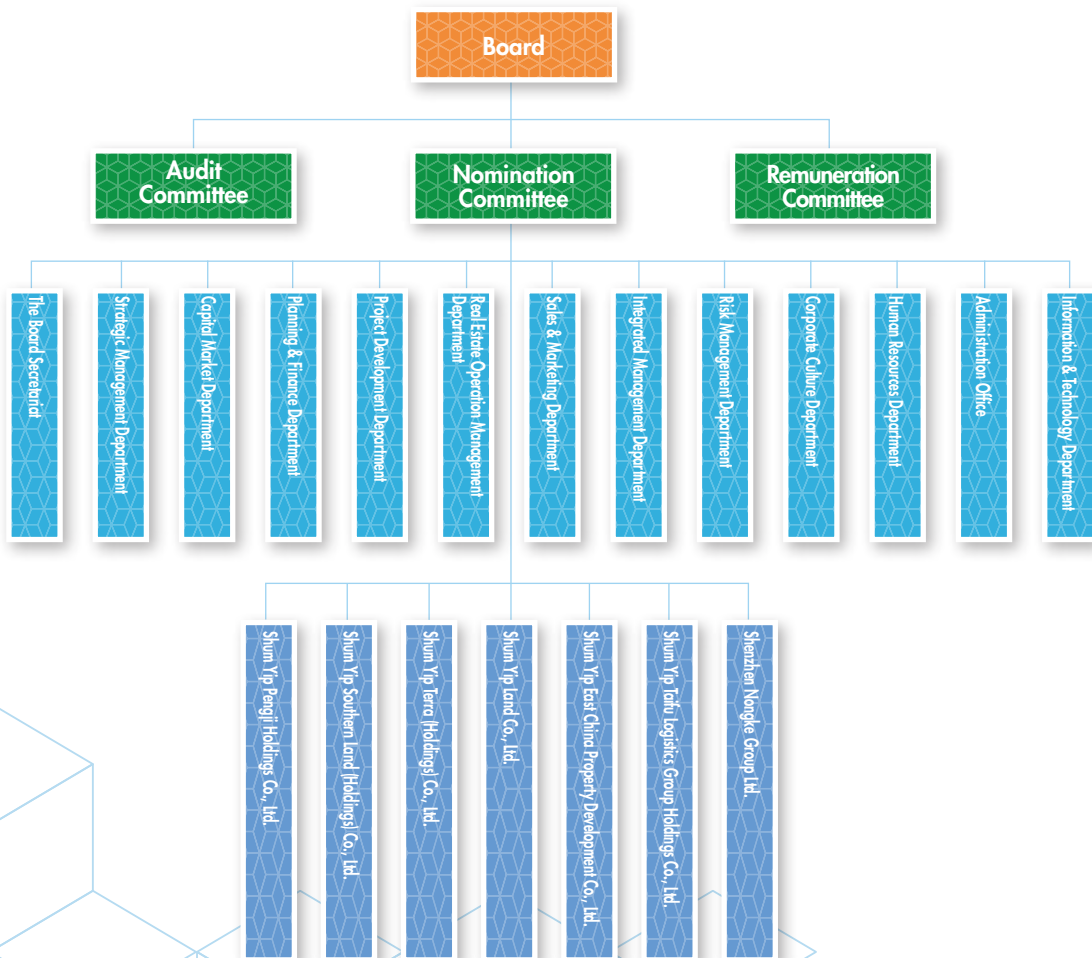 Board
Audit
Committee
Nomination
Committee
Remuneration
Committee
The Board Secretarial
Strategic Management Department
Capital Market Department
Planning & Finance Department
Project Development Department
Real Estate Operation Management
Department
Sales & Marketing Department
Integrated Management Department
Risk Management Department
Corporate Culture Department
Human Resources Department
Administration Office
Information & Technology Department
Shum Yip Pengji Holdings Co., Ltd.
Shum Yip Southern Land (Holdings) Co., Ltd.
Shum Yip Terra (Holdings) Co., Ltd.
Shum Yip Land Co., Ltd.
Shum Yip East China Property Development Co., Ltd.
Shum Yip Taifu Logistics Group Holdings Co., Ltd.
Shenzhen Nongke Group Ltd.